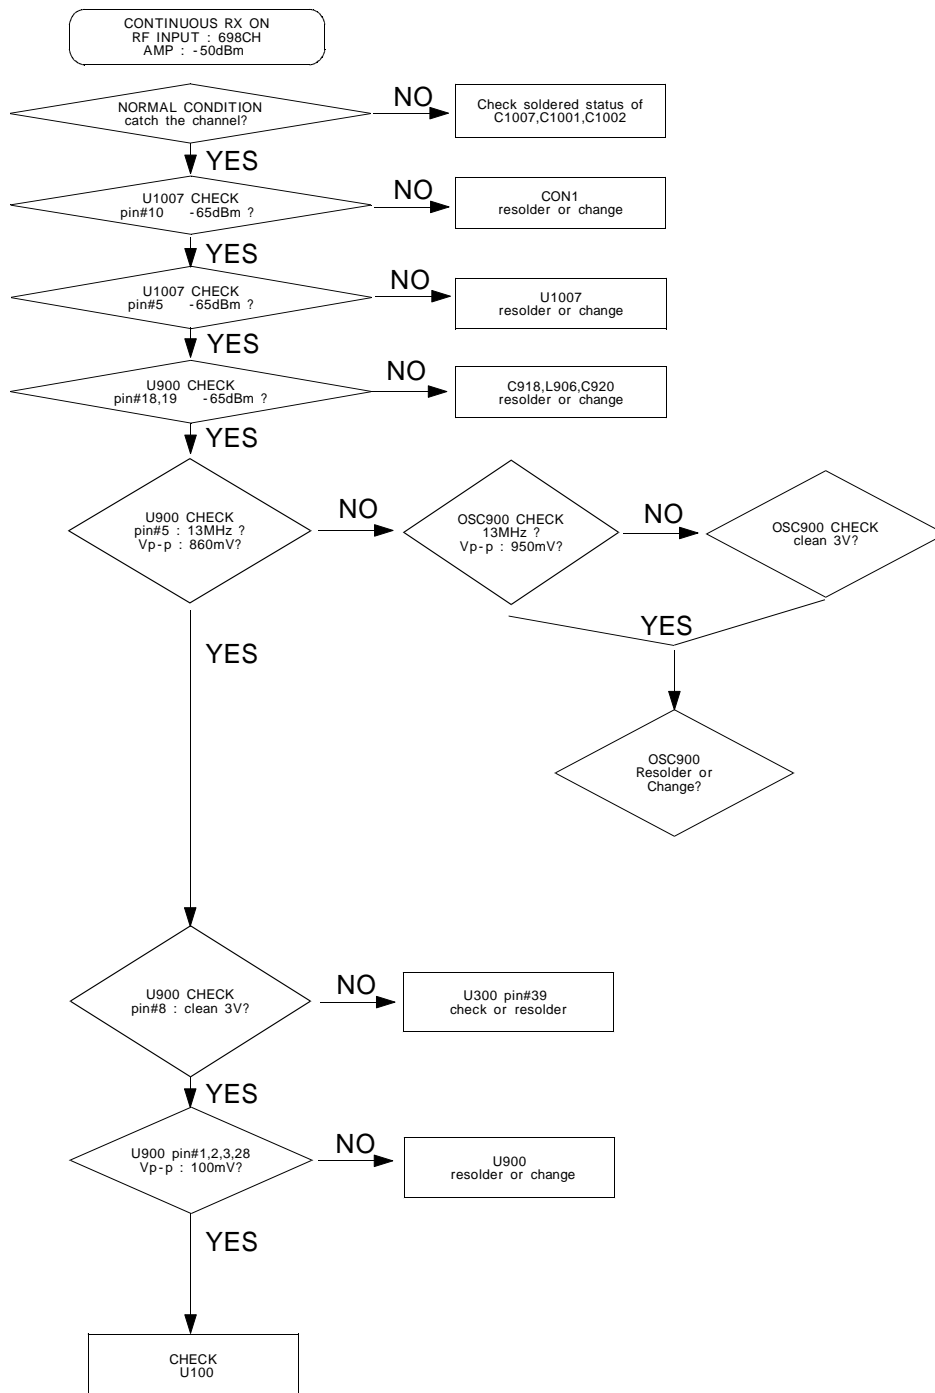 CONTINUOUS RX ON
RF INPUT : 698CH
AMP : -50dBm
NORMAL CONDITION
catch the channel?
NO
Check soldered status of
C1007,C1001,C1002
YES
U1007 CHECK
pin#10 -65dBm ?
NO
CON1
resolder or change
YES
U1007 CHECK
pin#5 -65dBm ?
NO
U1007
resolder or change
YES
U900 CHECK
pin#18,19 -65dBm ?
NO
C918,L906,C920
resolder or change
YES
U900 CHECK
pin#5 : 13MHz ?
Vp-p : 860mV?
NO
OSC900 CHECK
13MHz ?
Vp-p : 950mV?
NO
OSC900 CHECK
clean 3V?
YES
YES
OSC900
Resolder or
Change?
U900 CHECK
pin#8 : clean 3V?
NO
U300 pin#39
check or resolder
YES
U900 pin#1,2,3,28
Vp-p : 100mV?
NO
U900
resolder or change
YES
CHECK
U100